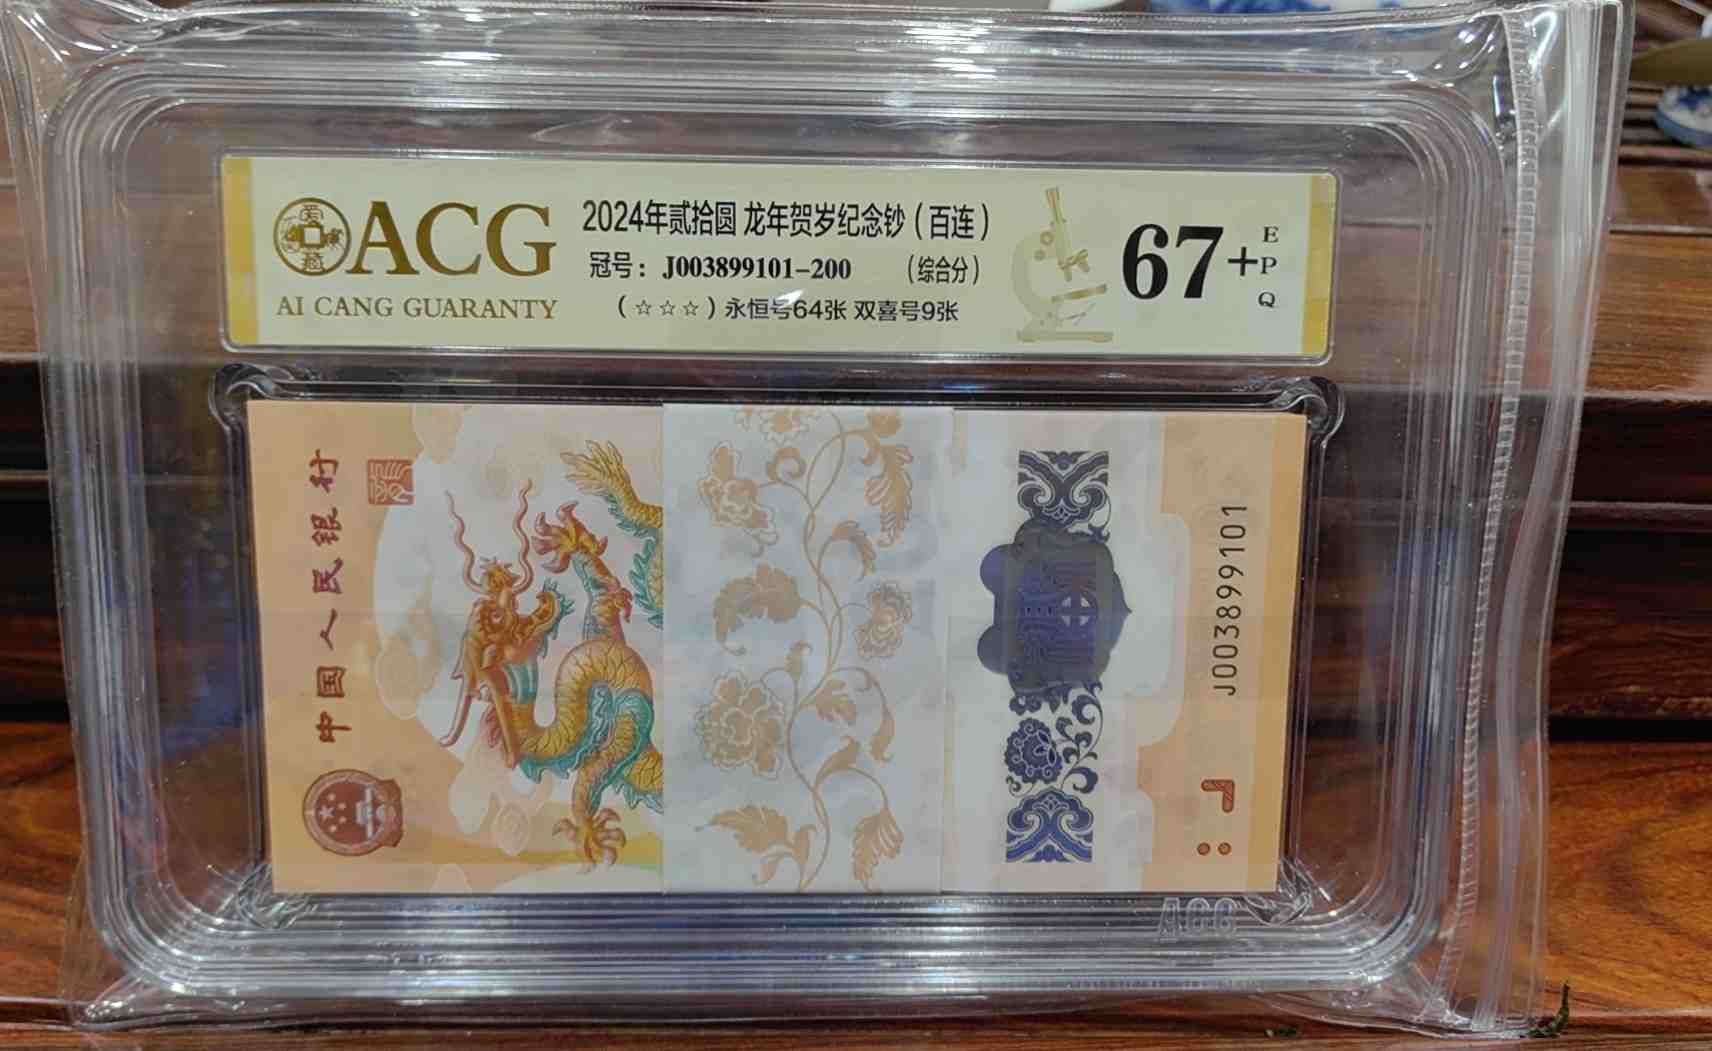 ACG
AI CANG GUARANTY
2024年贰拾圆 龙年贺岁纪念钞（百连）
冠号：J003899101-200 （综合分）
（☆☆☆）永恒号64张 双喜号9张
67+
E
P
Q
中国人民银行
J003899101
ACG